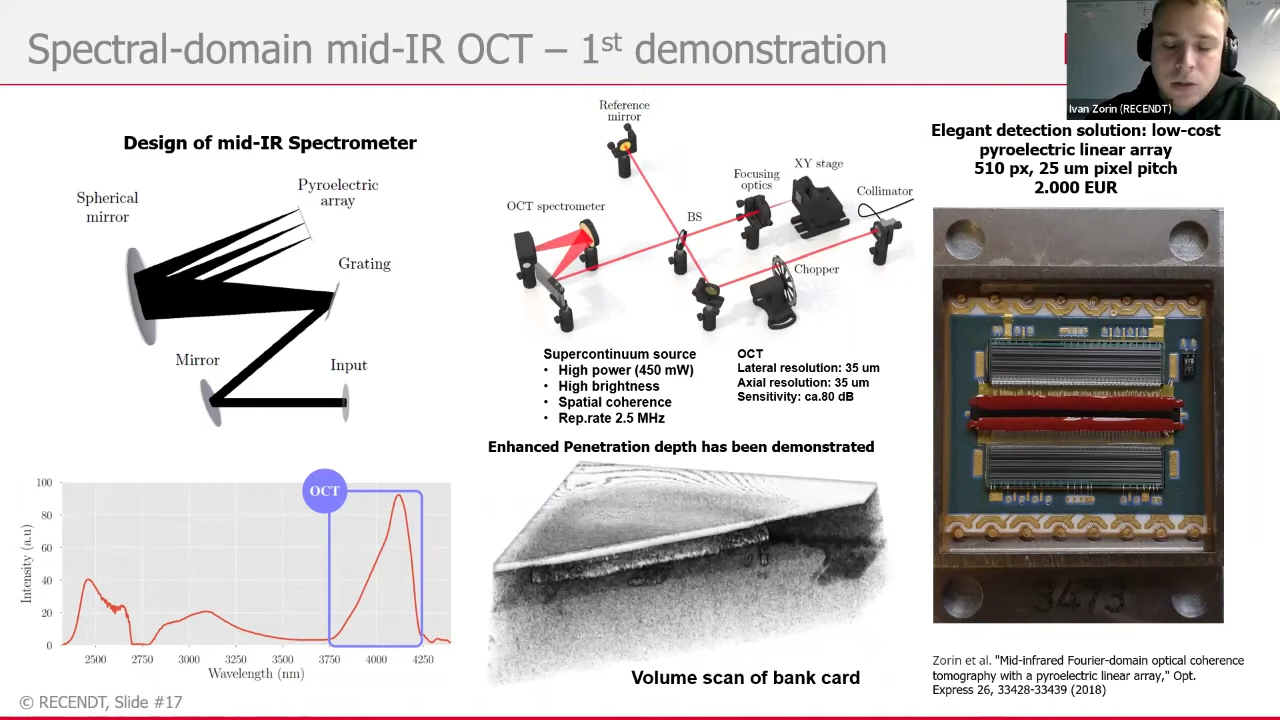 Spectral-domain mid-IR OCT – 1st demonstration
Ivan Zorin (RECENDT)
Design of mid-IR Spectrometer
Spherical
mirror
Pyroelectric
array
Grating
Mirror
Input
Reference
mirror
OCT spectrometer
BS
Focusing
optics
XY stage
Collimator
Chopper
Supercontinuum source
• High power (450 mW)
• High brightness
• Spatial coherence
• Rep.rate 2.5 MHz
OCT
Lateral resolution: 35 um
Axial resolution: 35 um
Sensitivity: ca.80 dB
Elegant detection solution: low-cost
pyroelectric linear array
510 px, 25 um pixel pitch
2.000 EUR
3473
Enhanced Penetration depth has been demonstrated
Volume scan of bank card
OCT
Intensity (a.u)
100
80
60
40
20
0
2500 2750 3000 3250 3500 3750 4000 4250
Wavelength (nm)
Zorin et al. "Mid-infrared Fourier-domain optical coherence
tomography with a pyroelectric linear array," Opt.
Express 26, 33428-33439 (2018)
© RECENDT, Slide #17